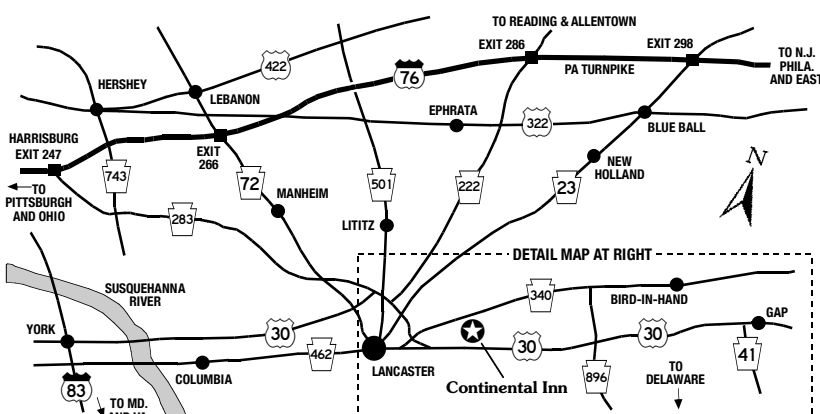 TO READING & ALLENTOWN
EXIT 286
EXIT 298
422
76
PA TURNPIKE
TO N.J.
PHILA.
AND EAST
HERSHEY
LEBANON
EPHRATA
322
BLUE BALL
HARRISBURG
EXIT 247
EXIT
266
NEW
HOLLAND
N
743
72
501
222
23
TO
PITTSBURGH
AND OHIO
MANHEIM
283
LITITZ
DETAIL MAP AT RIGHT
SUSQUEHANNA
RIVER
340
BIRD-IN-HAND
GAP
YORK
30
30
30
462
LANCASTER
41
COLUMBIA
Continental Inn
896
TO
DELAWARE
83
TO MD.